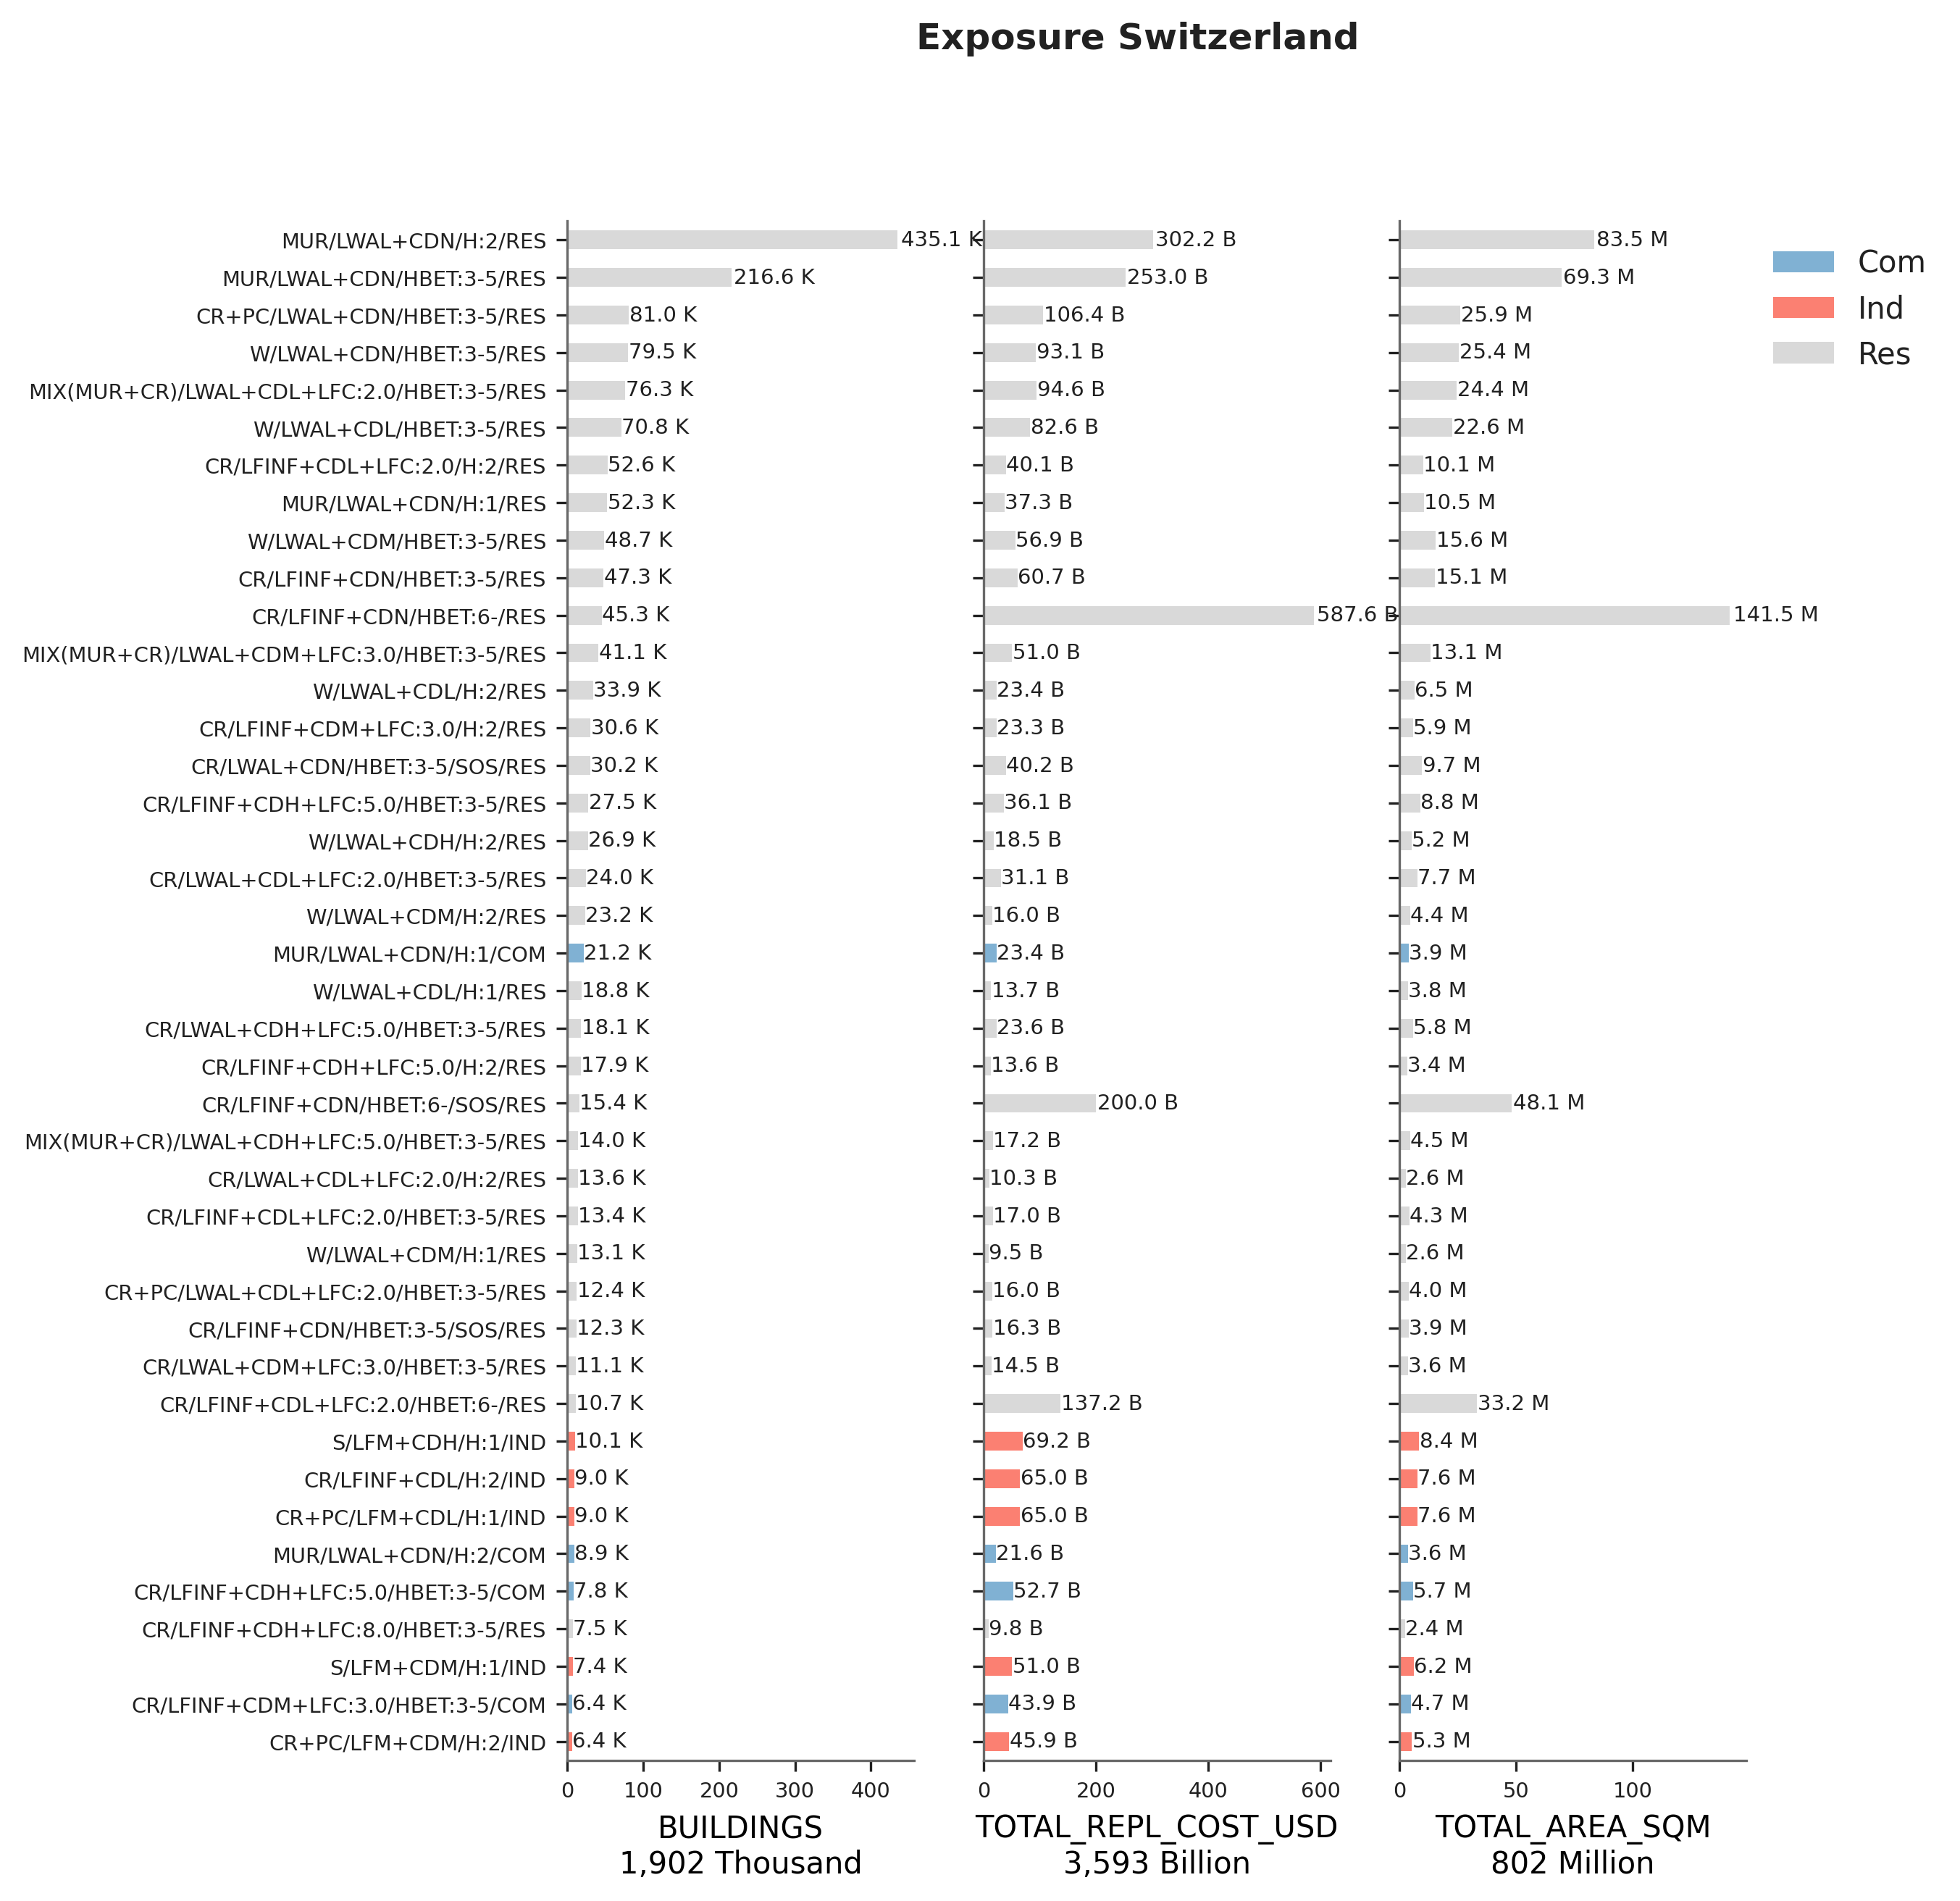 Exposure Switzerland
MUR/LWAL+CDN/H:2/RES 435.1 K 302.2 B 83.5 M
MUR/LWAL+CDN/HBET:3-5/RES 216.6 K 253.0 B 69.3 M
CR+PC/LWAL+CDN/HBET:3-5/RES 81.0 K 106.4 B 25.9 M
W/LWAL+CDN/HBET:3-5/RES 79.5 K 93.1 B 25.4 M
MIX(MUR+CR)/LWAL+CDL+LFC:2.0/HBET:3-5/RES 76.3 K 94.6 B 24.4 M
W/LWAL+CDL/HBET:3-5/RES 70.8 K 82.6 B 22.6 M
CR/LFINF+CDL+LFC:2.0/H:2/RES 52.6 K 40.1 B 10.1 M
MUR/LWAL+CDN/H:1/RES 52.3 K 37.3 B 10.5 M
W/LWAL+CDM/HBET:3-5/RES 48.7 K 56.9 B 15.6 M
CR/LFINF+CDN/HBET:3-5/RES 47.3 K 60.7 B 15.1 M
CR/LFINF+CDN/HBET:6-/RES 45.3 K 587.6 B 141.5 M
MIX(MUR+CR)/LWAL+CDM+LFC:3.0/HBET:3-5/RES 41.1 K 51.0 B 13.1 M
W/LWAL+CDL/H:2/RES 33.9 K 23.4 B 6.5 M
CR/LFINF+CDM+LFC:3.0/H:2/RES 30.6 K 23.3 B 5.9 M
CR/LWAL+CDN/HBET:3-5/SOS/RES 30.2 K 40.2 B 9.7 M
CR/LFINF+CDH+LFC:5.0/HBET:3-5/RES 27.5 K 36.1 B 8.8 M
W/LWAL+CDH/H:2/RES 26.9 K 18.5 B 5.2 M
CR/LWAL+CDL+LFC:2.0/HBET:3-5/RES 24.0 K 31.1 B 7.7 M
W/LWAL+CDM/H:2/RES 23.2 K 16.0 B 4.4 M
MUR/LWAL+CDN/H:1/COM 21.2 K 23.4 B 3.9 M
W/LWAL+CDL/H:1/RES 18.8 K 13.7 B 3.8 M
CR/LWAL+CDH+LFC:5.0/HBET:3-5/RES 18.1 K 23.6 B 5.8 M
CR/LFINF+CDH+LFC:5.0/H:2/RES 17.9 K 13.6 B 3.4 M
CR/LFINF+CDN/HBET:6-/SOS/RES 15.4 K 200.0 B 48.1 M
MIX(MUR+CR)/LWAL+CDH+LFC:5.0/HBET:3-5/RES 14.0 K 17.2 B 4.5 M
CR/LWAL+CDL+LFC:2.0/H:2/RES 13.6 K 10.3 B 2.6 M
CR/LFINF+CDL+LFC:2.0/HBET:3-5/RES 13.4 K 17.0 B 4.3 M
W/LWAL+CDM/H:1/RES 13.1 K 9.5 B 2.6 M
CR+PC/LWAL+CDL+LFC:2.0/HBET:3-5/RES 12.4 K 16.0 B 4.0 M
CR/LFINF+CDN/HBET:3-5/SOS/RES 12.3 K 16.3 B 3.9 M
CR/LWAL+CDM+LFC:3.0/HBET:3-5/RES 11.1 K 14.5 B 3.6 M
CR/LFINF+CDL+LFC:2.0/HBET:6-/RES 10.7 K 137.2 B 33.2 M
S/LFM+CDH/H:1/IND 10.1 K 69.2 B 8.4 M
CR/LFINF+CDL/H:2/IND 9.0 K 65.0 B 7.6 M
CR+PC/LFM+CDL/H:1/IND 9.0 K 65.0 B 7.6 M
MUR/LWAL+CDN/H:2/COM 8.9 K 21.6 B 3.6 M
CR/LFINF+CDH+LFC:5.0/HBET:3-5/COM 7.8 K 52.7 B 5.7 M
CR/LFINF+CDH+LFC:8.0/HBET:3-5/RES 7.5 K 9.8 B 2.4 M
S/LFM+CDM/H:1/IND 7.4 K 51.0 B 6.2 M
CR/LFINF+CDM+LFC:3.0/HBET:3-5/COM 6.4 K 43.9 B 4.7 M
CR+PC/LFM+CDM/H:2/IND 6.4 K 45.9 B 5.3 M
0 100 200 300 400 0 200 400 600 0 50 100
BUILDINGS TOTAL_REPL_COST_USD TOTAL_AREA_SQM
1,902 Thousand 3,593 Billion 802 Million
Com
Ind
Res